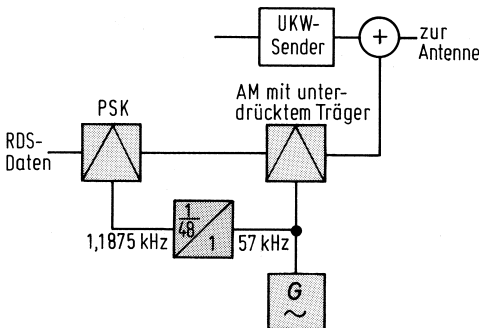 UKW-
Sender
+
zur
Antenne
PSK
AM mit unter-
drücktem Träger
RDS-
Daten
1
48
1
1,1875 kHz
57 kHz
G
~